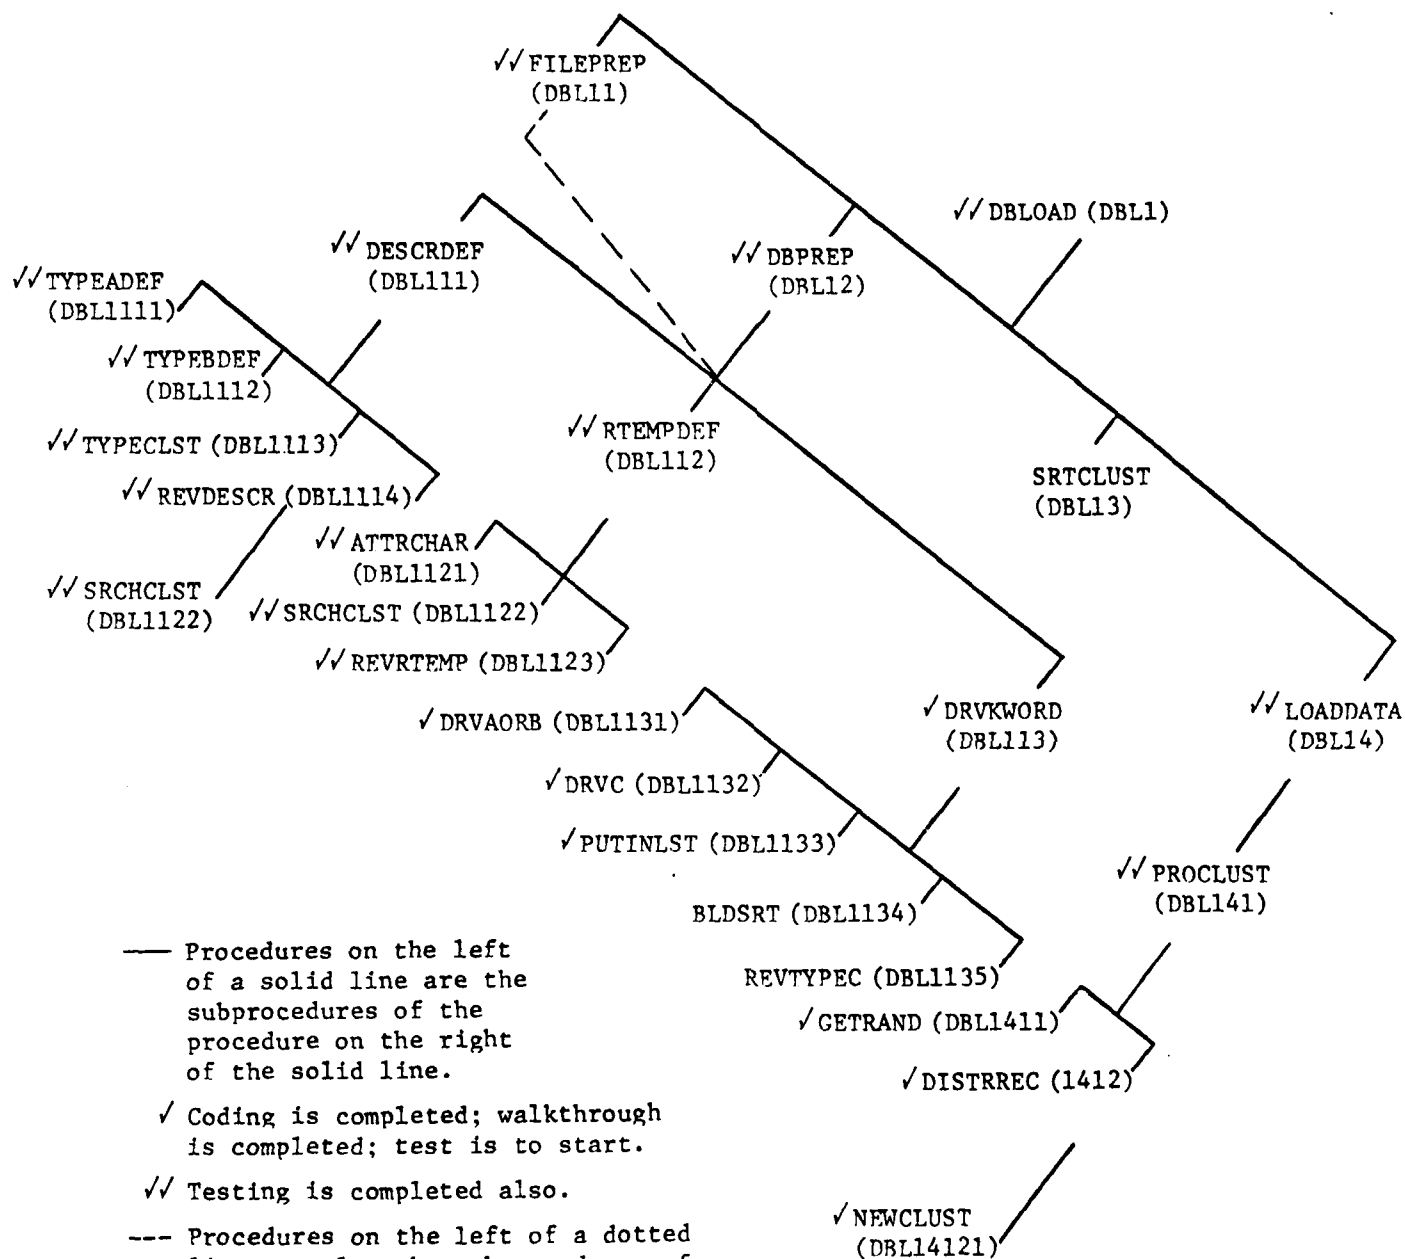 √√ FILEPREP
(DBL11)
√√ DBLOAD (DBL1)
√√ DESCRDEF
(DBL111)
√√ DBPREP
(DBL12)
√√ TYPEADEF
(DBL1111)
√√ TYPEBDEF
(DBL1112)
√√ TYPECLST (DBL1113)
√√ RTEMPDEF
(DBL112)
√√ REVDESCR (DBL1114)
SRTCLUST
(DBL13)
√√ ATTRCHAR
(DBL1121)
√√ SRCHCLST
(DBL1122)
√√ SRCHCLST (DBL1122)
√√ REVRTEMP (DBL1123)
√ DRVAORB (DBL1131)
√ DRVKWORD
(DBL113)
√√ LOADDATA
(DBL14)
√ DRVC (DBL1132)
√ PUTINLST (DBL1133)
√√ PROCLUST
(DBL141)
BLDSRT (DBL1134)
REVTYPEC (DBL1135)
√ GETRAND (DBL1411)
√ DISTRREC (1412)
√ NEWCLUST
(DBL14121)
— Procedures on the left
of a solid line are the
subprocedures of the
procedure on the right
of the solid line.
√ Coding is completed; walkthrough
is completed; test is to start.
√√ Testing is completed also.
--- Procedures on the left of a dotted